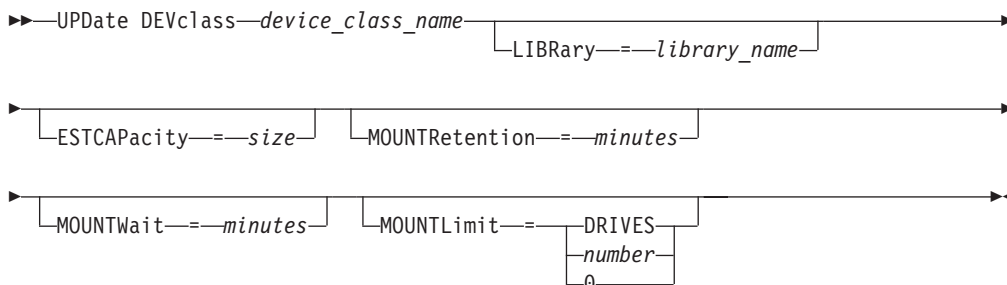 UPDate DEVclass device_class_name
LIBRary = library_name
ESTCAPacity = size MOUNTRetention = minutes
MOUNTWait = minutes MOUNTLimit = DRIVES
number
0